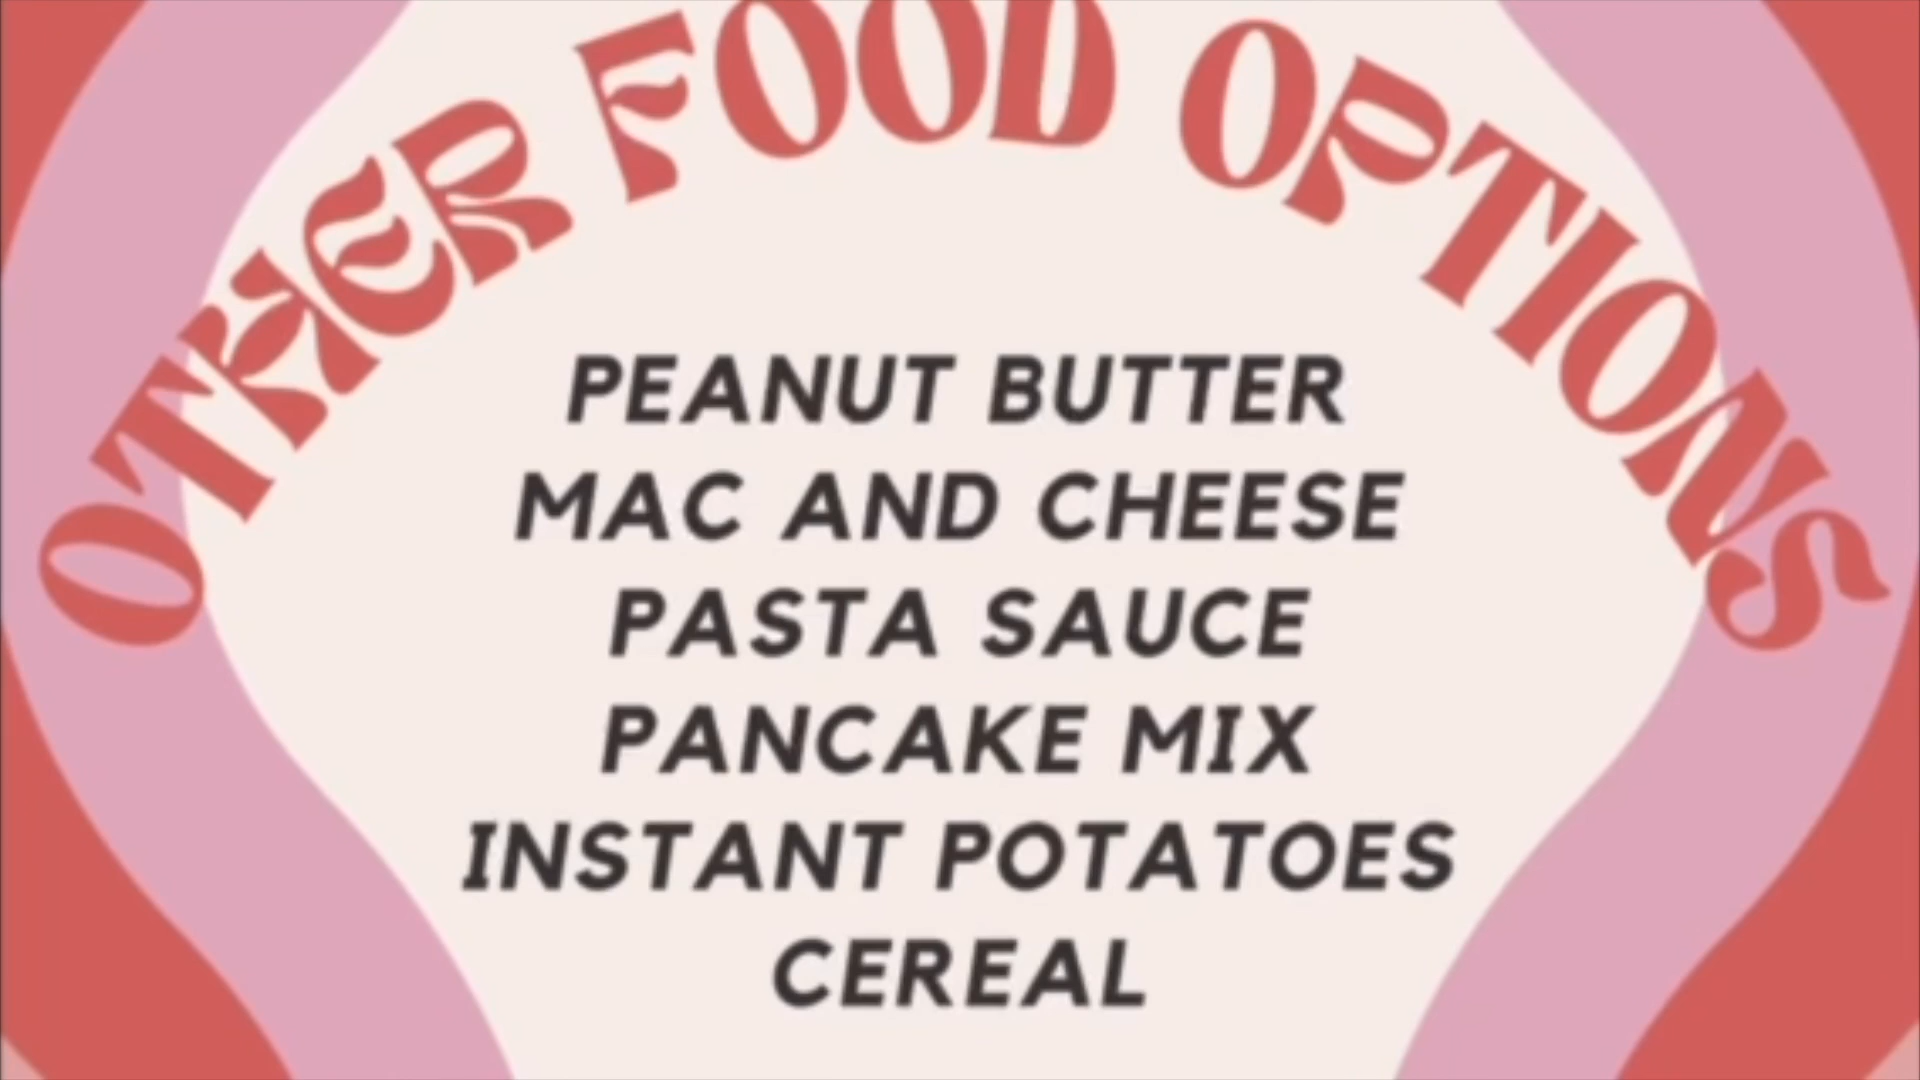 OTHER FOOD OPTIONS
PEANUT BUTTER
MAC AND CHEESE
PASTA SAUCE
PANCAKE MIX
INSTANT POTATOES
CEREAL